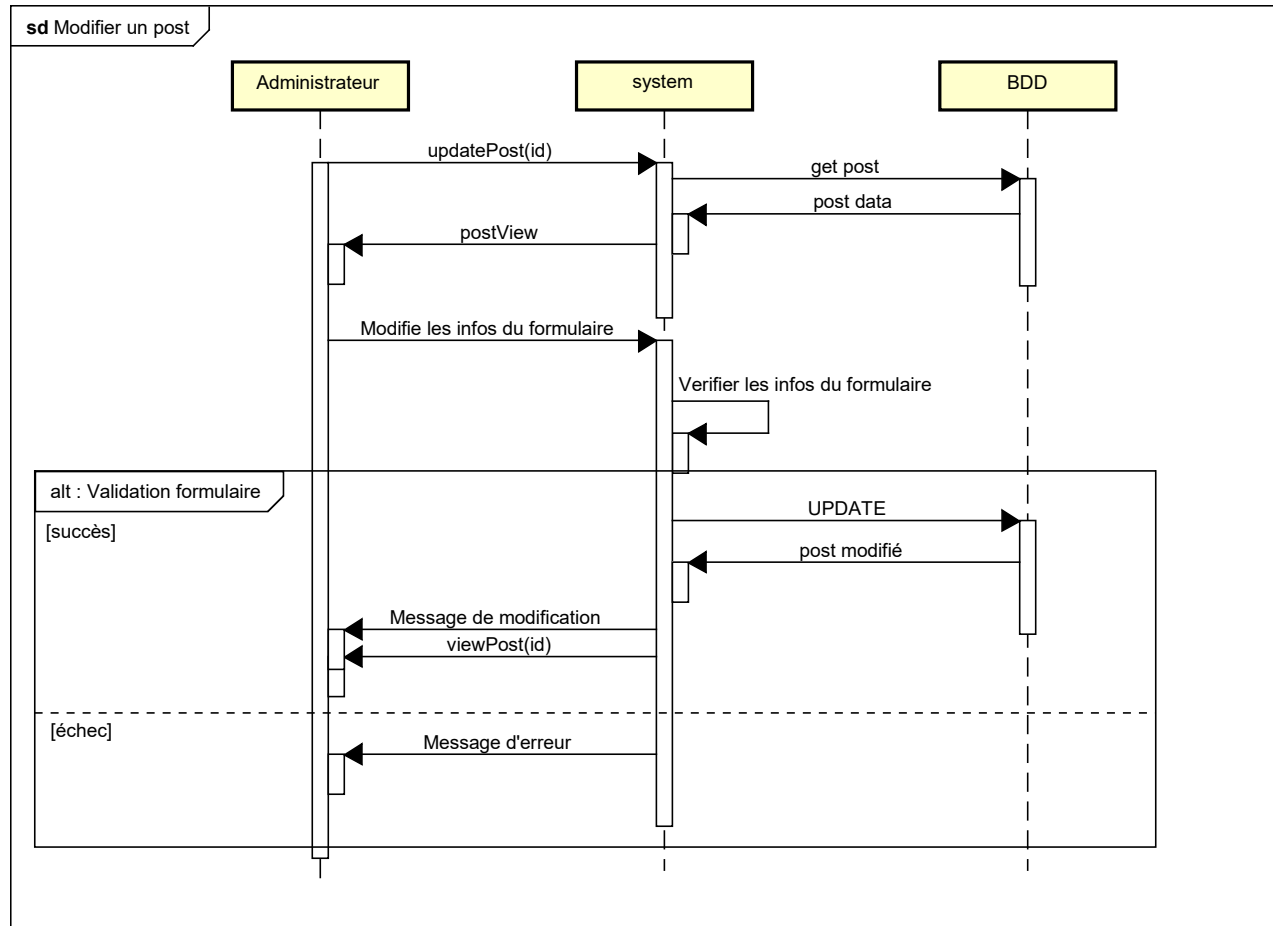 sd Modifier un post
Administrateur
system
BDD
updatePost(id)
get post
post data
postView
Modifie les infos du formulaire
Verifier les infos du formulaire
alt : Validation formulaire
[succès]
UPDATE
post modifié
Message de modification
viewPost(id)
[échec]
Message d'erreur